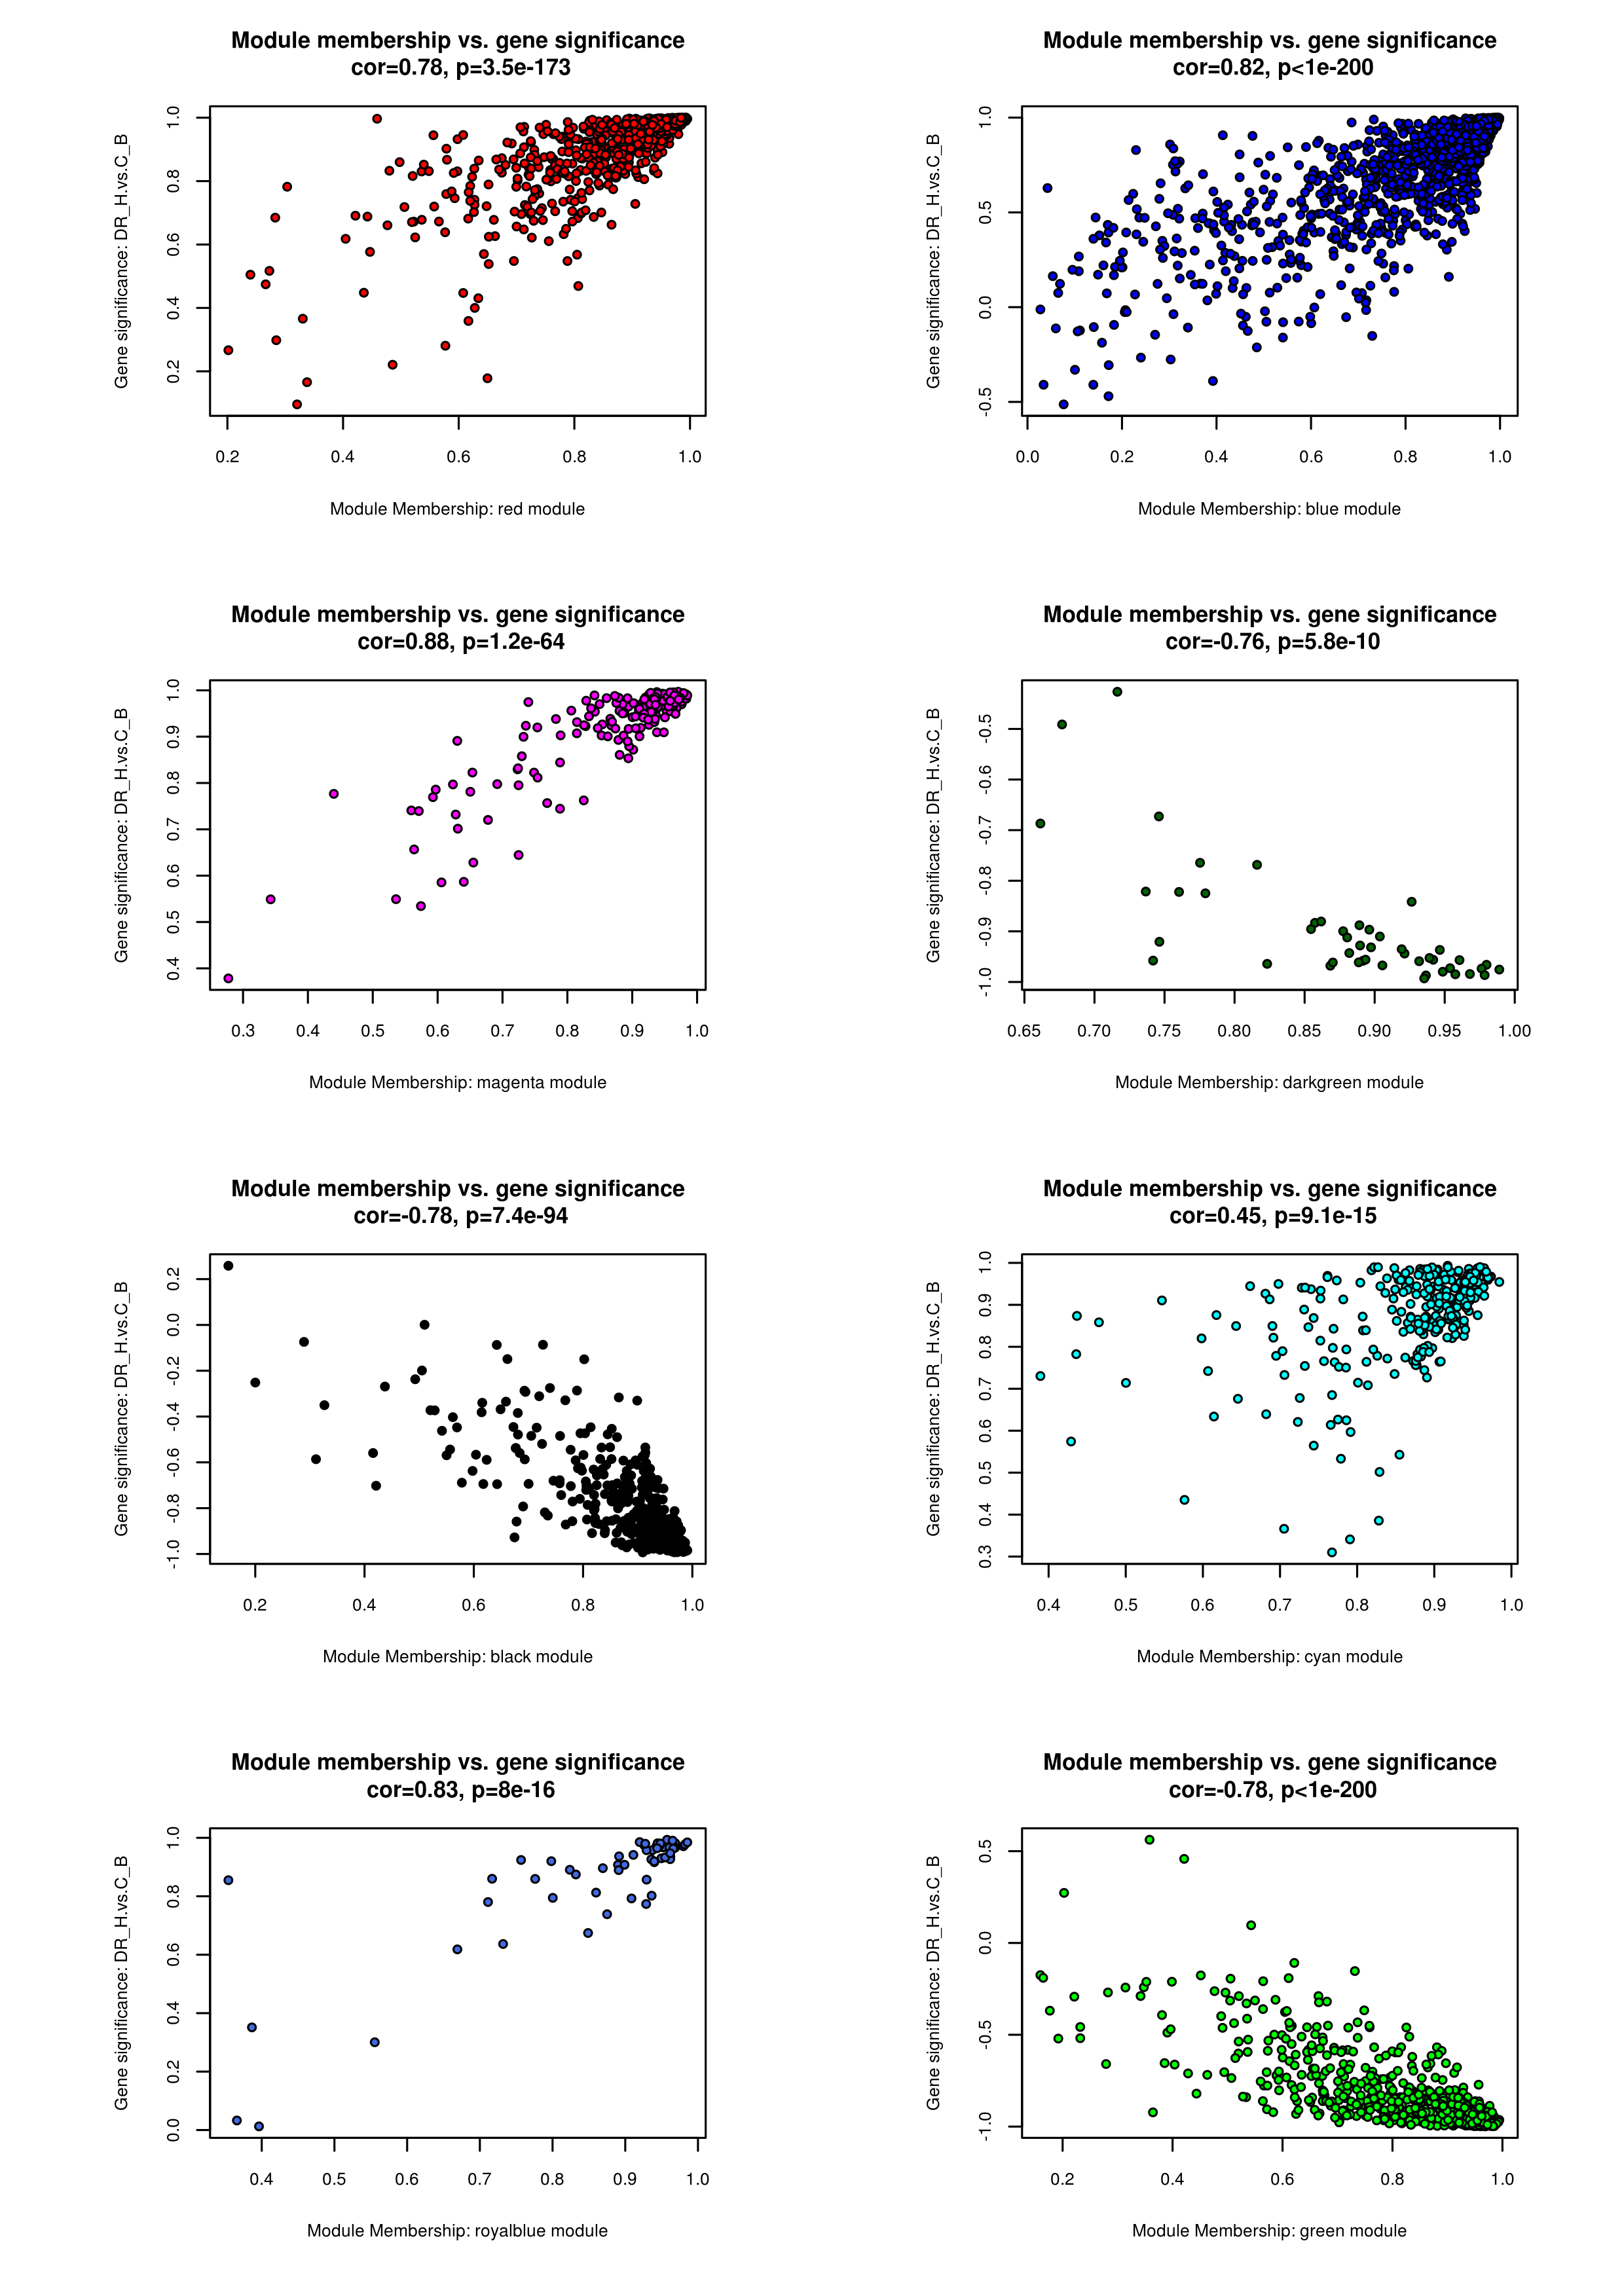 Module membership vs. gene significance
cor=0.78, p=3.5e-173
Gene significance: DR_H.vs.C_B
1.0
0.8
0.6
0.4
0.2
0.2 0.4 0.6 0.8 1.0
Module Membership: red module
Module membership vs. gene significance
cor=0.82, p<1e-200
Gene significance: DR_H.vs.C_B
1.0
0.5
0.0
-0.5
0.0 0.2 0.4 0.6 0.8 1.0
Module Membership: blue module
Module membership vs. gene significance
cor=0.88, p=1.2e-64
Gene significance: DR_H.vs.C_B
1.0
0.9
0.8
0.7
0.6
0.5
0.4
0.3 0.4 0.5 0.6 0.7 0.8 0.9 1.0
Module Membership: magenta module
Module membership vs. gene significance
cor=-0.76, p=5.8e-10
Gene significance: DR_H.vs.C_B
-0.5
-0.6
-0.7
-0.8
-0.9
-1.0
0.65 0.70 0.75 0.80 0.85 0.90 0.95 1.00
Module Membership: darkgreen module
Module membership vs. gene significance
cor=-0.78, p=7.4e-94
Gene significance: DR_H.vs.C_B
0.2
0.0
-0.2
-0.4
-0.6
-0.8
-1.0
0.2 0.4 0.6 0.8 1.0
Module Membership: black module
Module membership vs. gene significance
cor=0.45, p=9.1e-15
Gene significance: DR_H.vs.C_B
1.0
0.9
0.8
0.7
0.6
0.5
0.4
0.3
0.4 0.5 0.6 0.7 0.8 0.9 1.0
Module Membership: cyan module
Module membership vs. gene significance
cor=0.83, p=8e-16
Gene significance: DR_H.vs.C_B
1.0
0.8
0.6
0.4
0.2
0.0
0.4 0.5 0.6 0.7 0.8 0.9 1.0
Module Membership: royalblue module
Module membership vs. gene significance
cor=-0.78, p<1e-200
Gene significance: DR_H.vs.C_B
0.5
0.0
-0.5
-1.0
0.2 0.4 0.6 0.8 1.0
Module Membership: green module